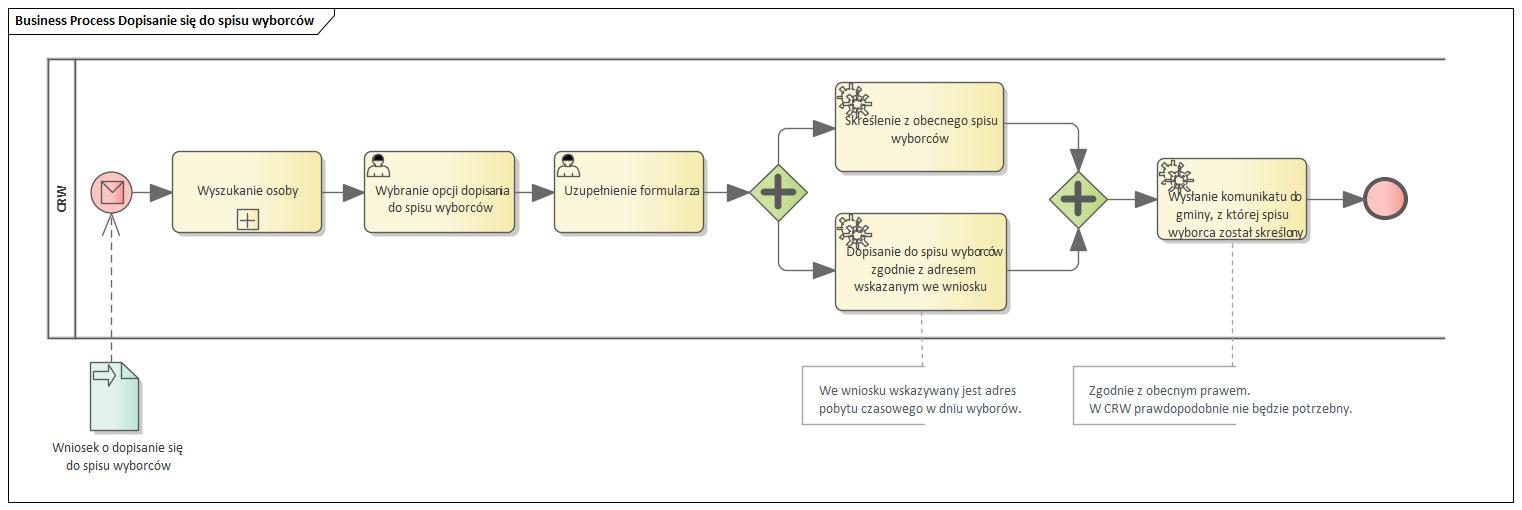 Business Process Dopisanie się do spisu wyborców
CRW
Wyszukanie osoby
Wybranie opcji dopisania
do spisu wyborców
Uzupełnienie formularza
Skreślenie z obecnego spisu
wyborców
Dopisanie do spisu wyborców
zgodnie z adresem
wskazanym we wniosku
Wysłanie komunikatu do
gminy, z której spisu
wyborca został skreślony
We wniosku wskazywany jest adres
pobytu czasowego w dniu wyborów.
Zgodnie z obecnym prawem.
W CRW prawdopodobnie nie będzie potrzebny.
Wniosek o dopisanie się
do spisu wyborców